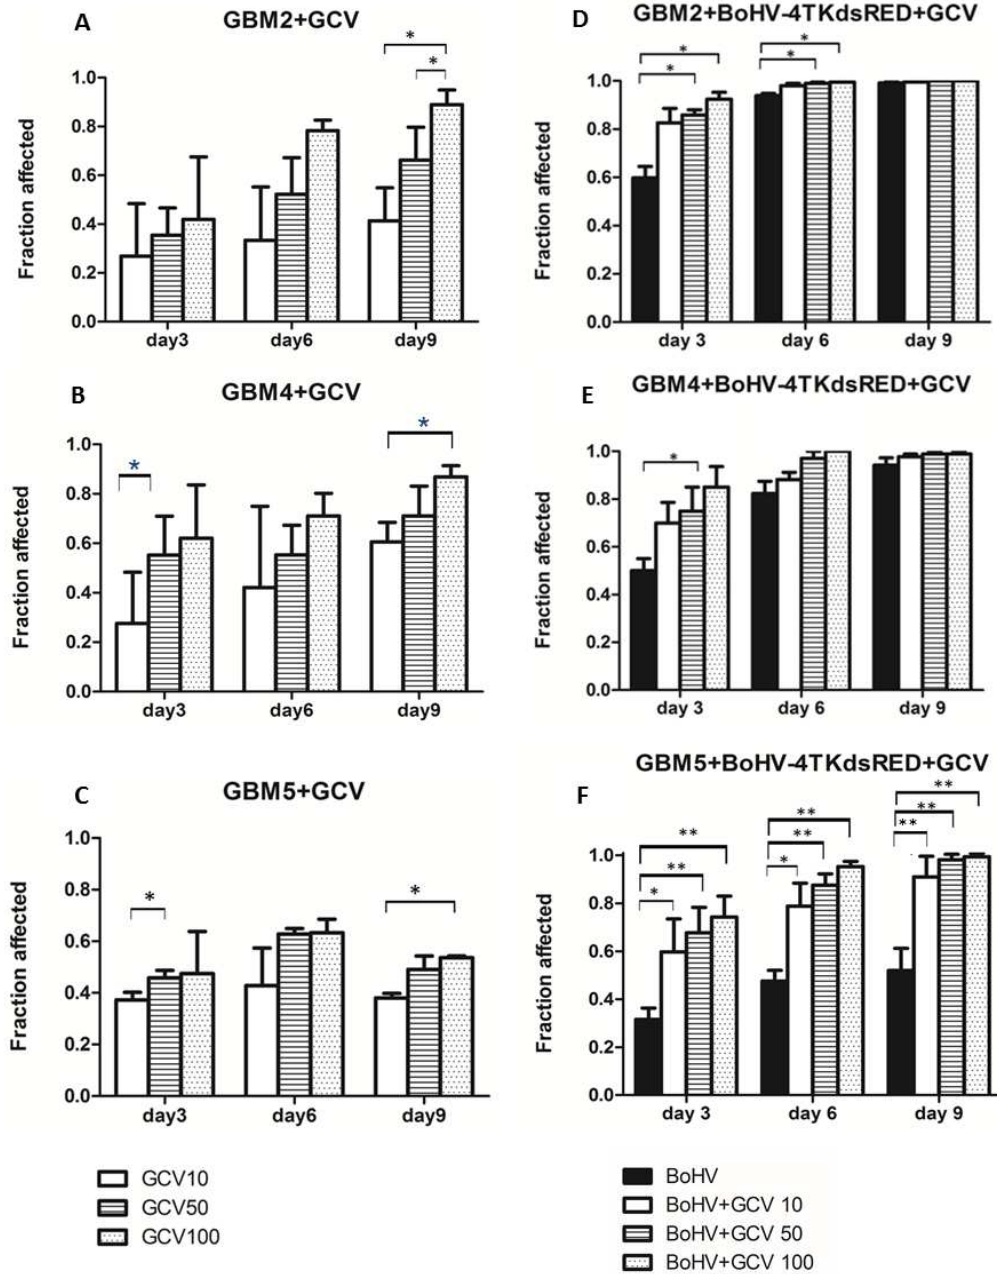 A
GBM2+GCV
* *
Fraction affected
1.0
0.8
0.6
0.4
0.2
0.0
day3 day6 day9
B
GBM4+GCV
* *
Fraction affected
1.0
0.8
0.6
0.4
0.2
0.0
day3 day6 day9
C
GBM5+GCV
* *
Fraction affected
1.0
0.8
0.6
0.4
0.2
0.0
day3 day6 day9
GCV10
GCV50
GCV100
D
GBM2+BoHV-4TKdsRED+GCV
* * * *
Fraction affected
1.0
0.8
0.6
0.4
0.2
0.0
day 3 day 6 day 9
E
GBM4+BoHV-4TKdsRED+GCV
*
Fraction affected
1.0
0.8
0.6
0.4
0.2
0.0
day 3 day 6 day 9
F
GBM5+BoHV-4TKdsRED+GCV
** ** *
** ** *
** ** **
Fraction affected
1.0
0.8
0.6
0.4
0.2
0.0
day 3 day 6 day 9
BoHV
BoHV+GCV 10
BoHV+GCV 50
BoHV+GCV 100